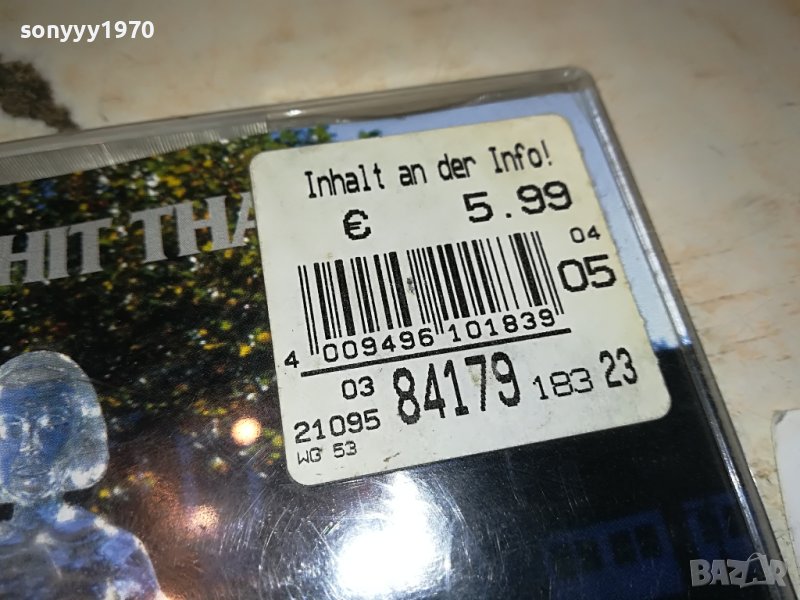 sonyyy1970
HIT THA
Inhalt an der Info!
€ 5.99
04
05
4 009496 101839
03 84179 183 23
21095
WG 53
BAZAR